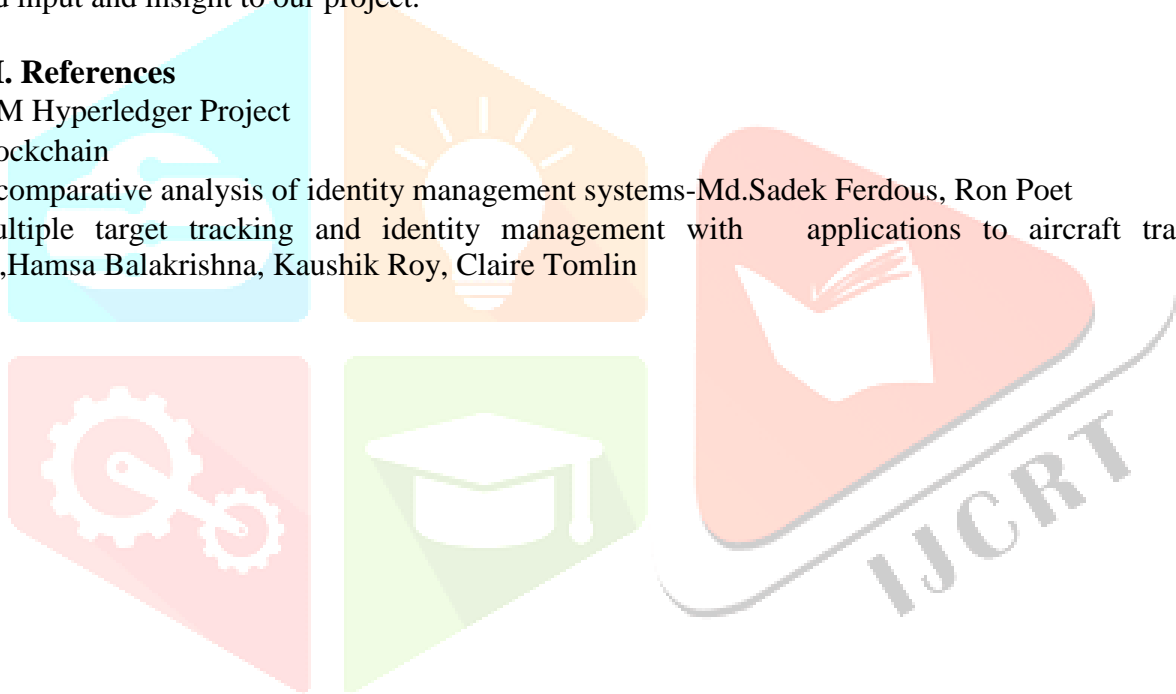 d input and insight to our project.
I. References
M Hyperledger Project
ockchain
comparative analysis of identity management systems-Md.Sadek Ferdous, Ron Poet
ultiple target tracking and identity management with applications to aircraft tra
,Hamsa Balakrishna, Kaushik Roy, Claire Tomlin
IJCRT